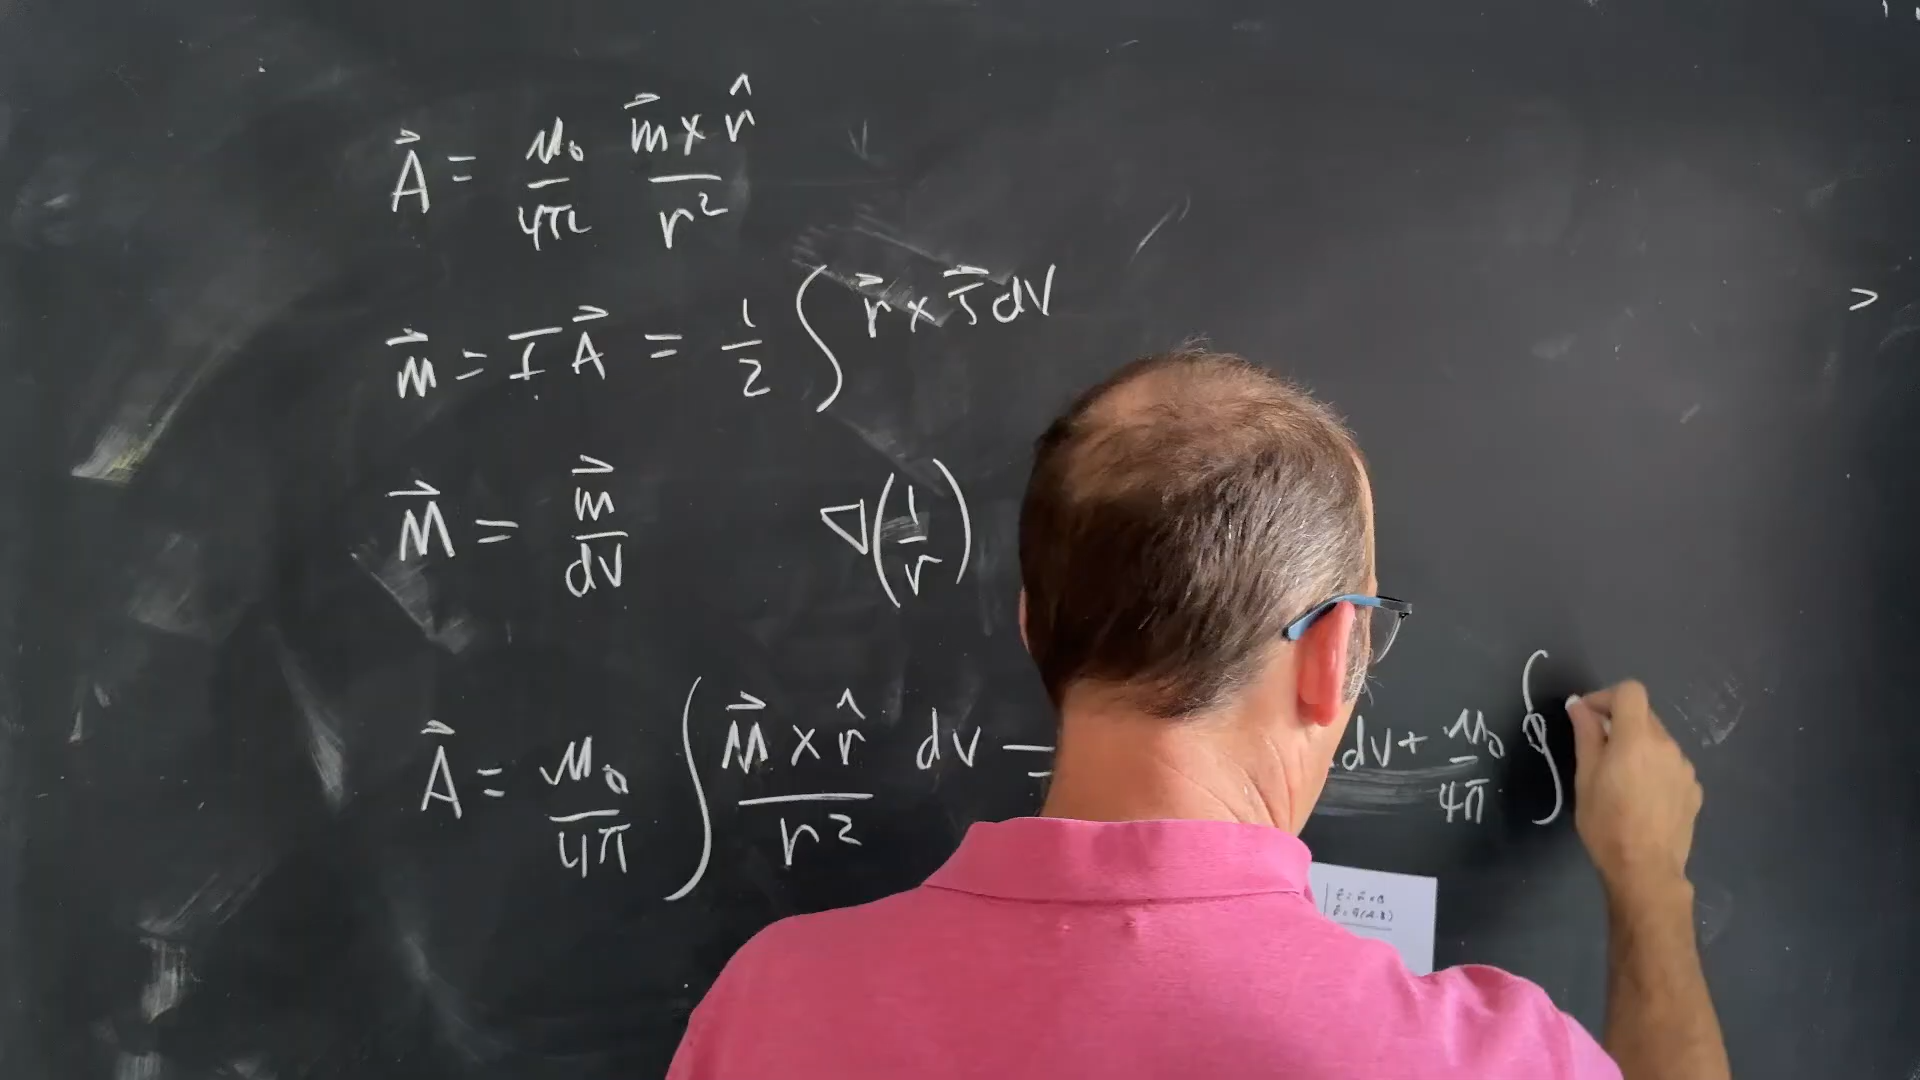 A⃗ = μ₀/4π m⃗ × r̂/r²
m⃗ = I A⃗ = 1/2 ∫ r⃗ × J⃗ dV
M⃗ = m⃗/dV ∇(1/r)
A⃗ = μ₀/4π ∫ M⃗ × r̂/r² dV = dV + μ₀/4π ∮